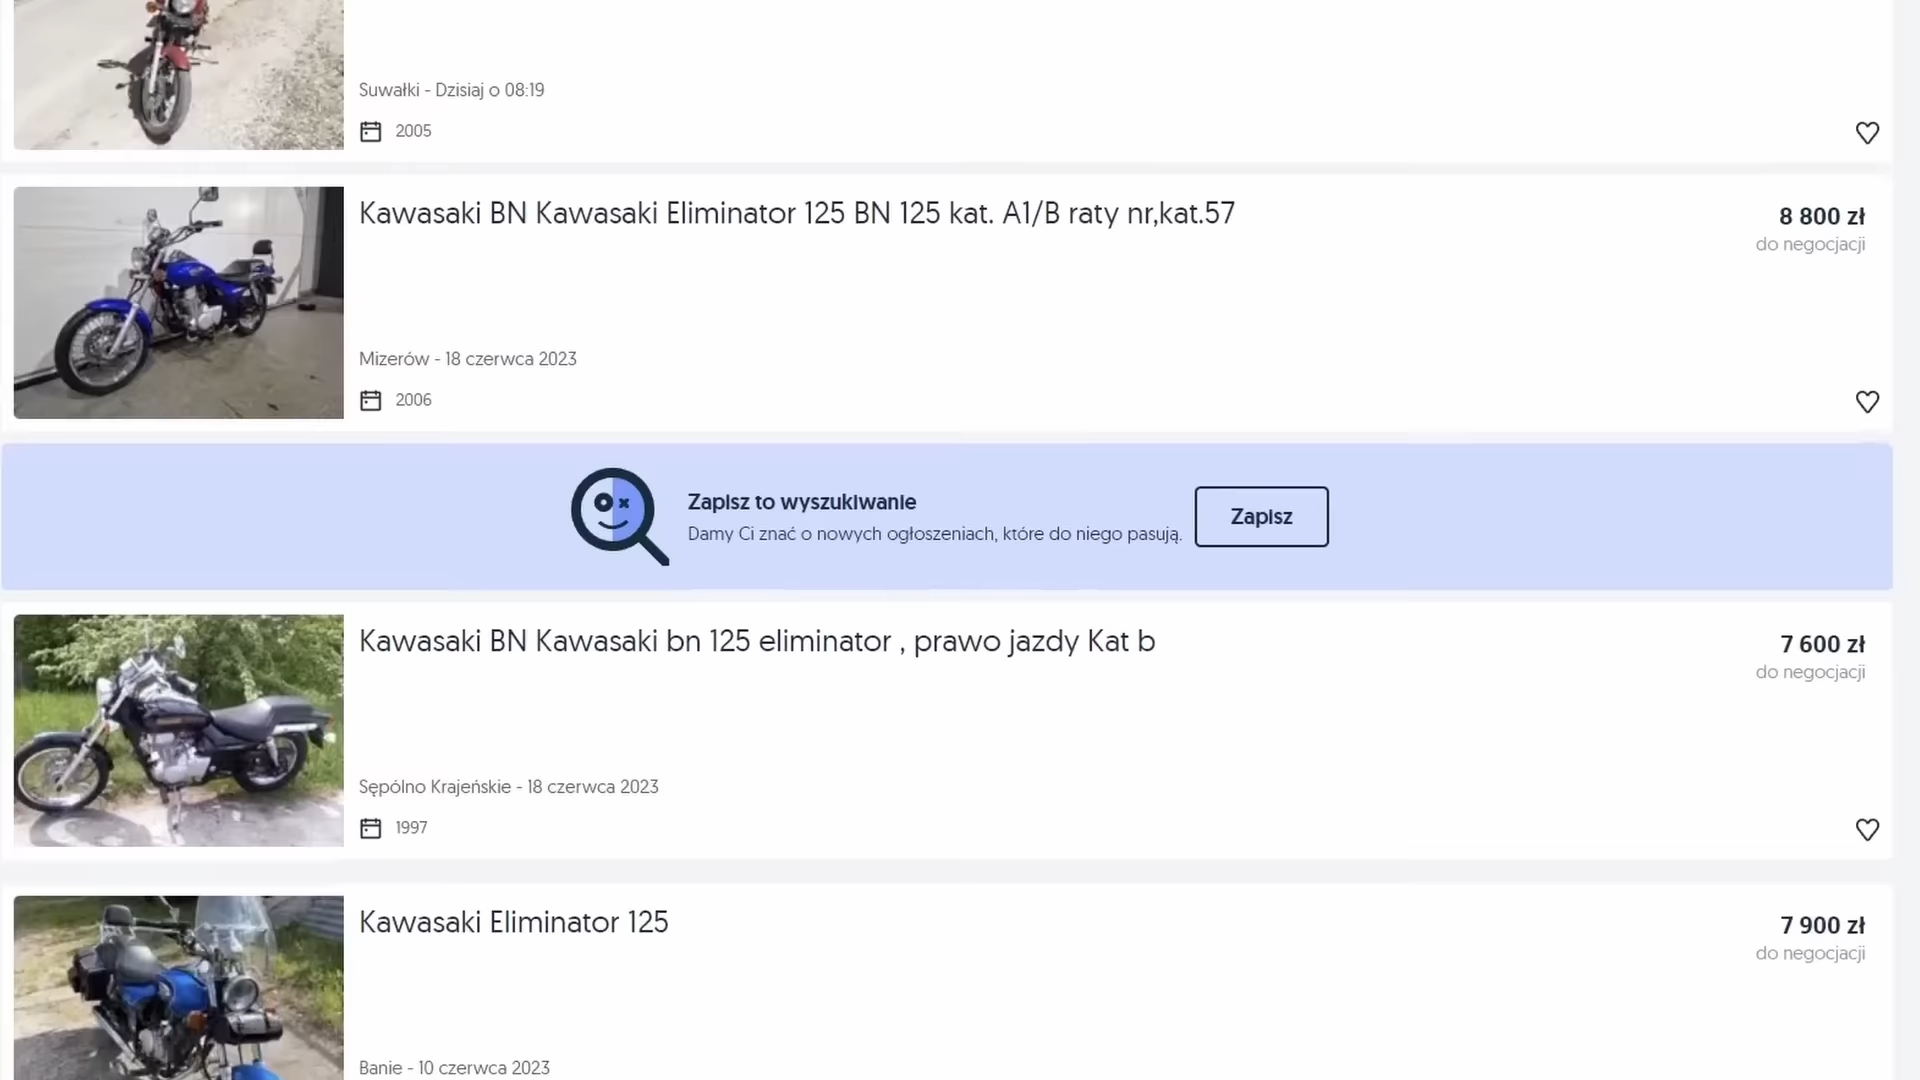 Suwałki - Dzisiaj o 08:19
2005
Kawasaki BN Kawasaki Eliminator 125 BN 125 kat. A1/B raty nr,kat.57
8 800 zł
do negocjacji
Mizerów - 18 czerwca 2023
2006
Zapisz to wyszukiwanie
Damy Ci znać o nowych ogłoszeniach, które do niego pasują.
Zapisz
Kawasaki BN Kawasaki bn 125 eliminator , prawo jazdy Kat b
7 600 zł
do negocjacji
Sępólno Krajeńskie - 18 czerwca 2023
1997
Kawasaki Eliminator 125
7 900 zł
do negocjacji
Banie - 10 czerwca 2023